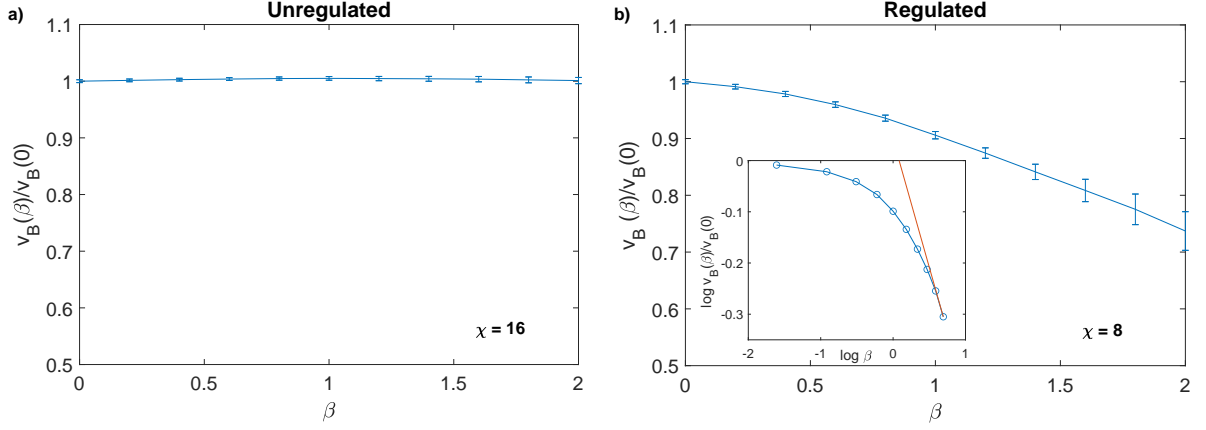 a)
Unregulated
1.1
1
0.9
0.8
0.7
0.6
0.5
v_B(β)/v_B(0)
χ = 16
0
0.5
1
1.5
2
β
b)
Regulated
1.1
1
0.9
0.8
0.7
0.6
0.5
v_B (β)/v_B(0)
0
-0.1
-0.2
-0.3
log v_B(β)/v_B(0)
-2
-1
0
1
log β
χ = 8
0
0.5
1
1.5
2
β